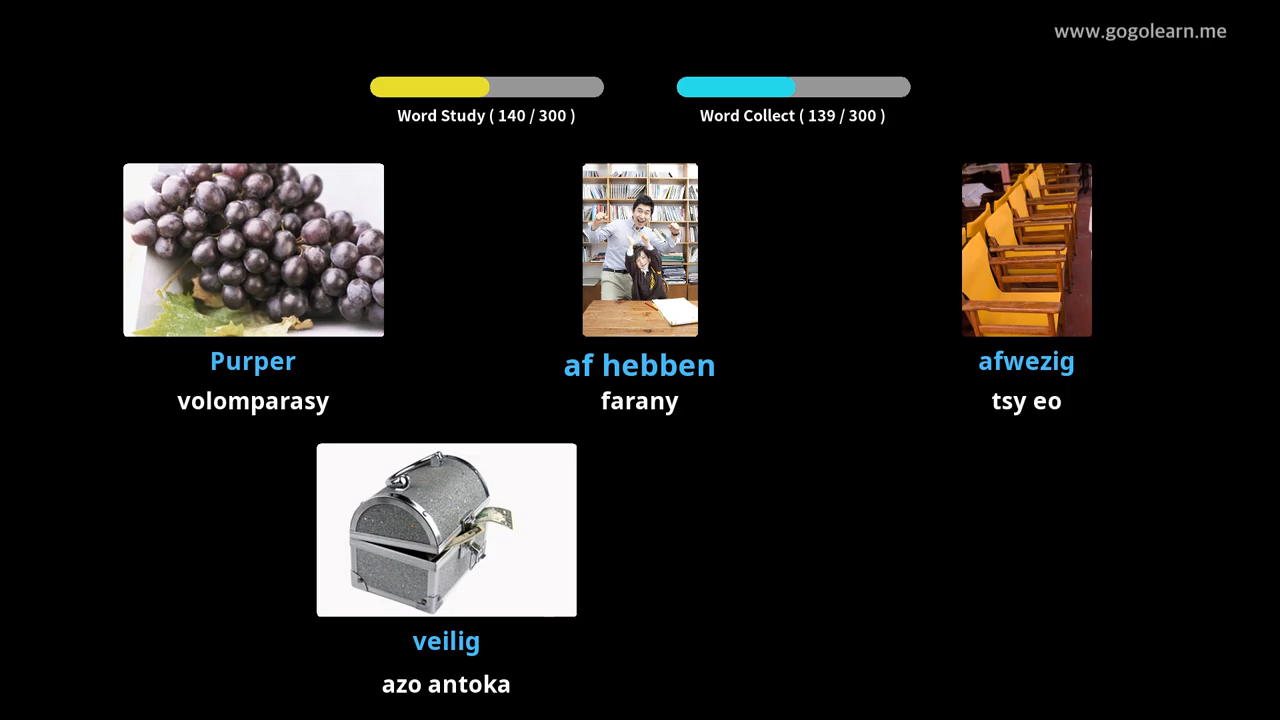 www.gogolearn.me
Word Study ( 140 / 300 )
Word Collect ( 139 / 300 )
Purper
volomparasy
af hebben
farany
afwezig
tsy eo
veilig
azo antoka